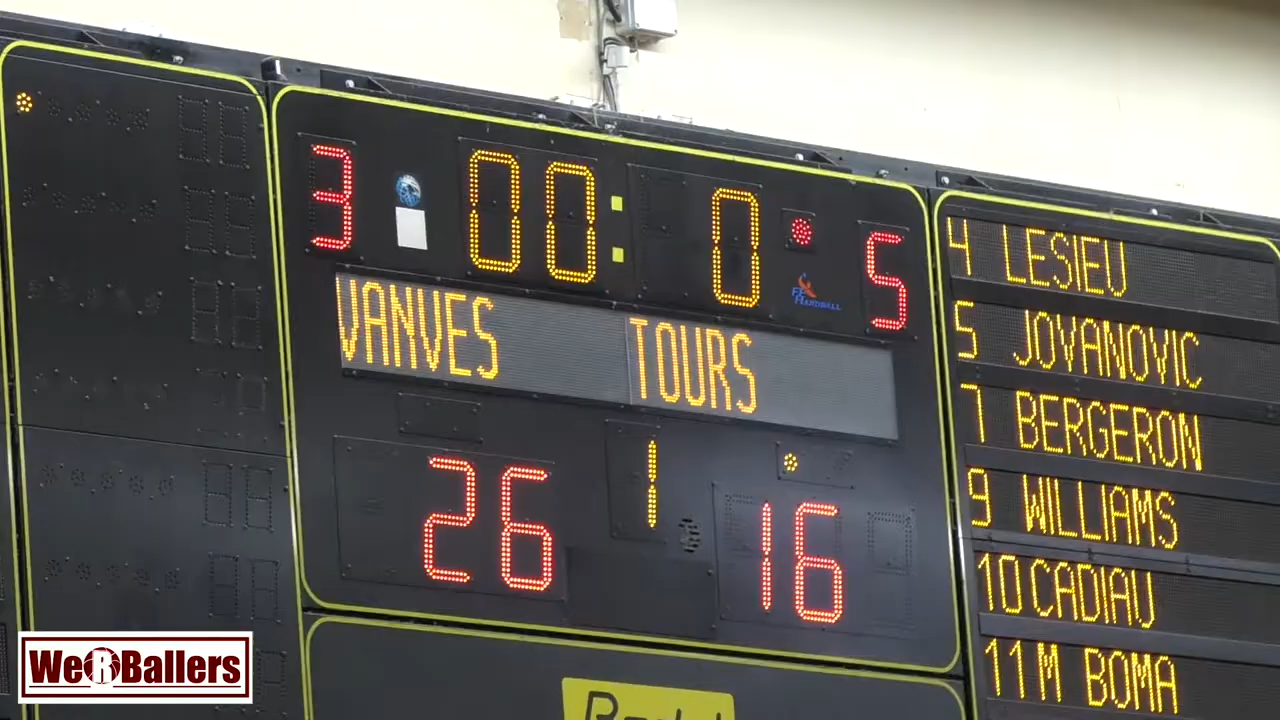 3 00:0 5
FFHANDBALL
VANVES TOURS
26 1 16
4 LESIEU
5 JOVANOVIC
7 BERGERON
9 WILLIAMS
10 CADIAU
11 M BOMA
WeRBallers